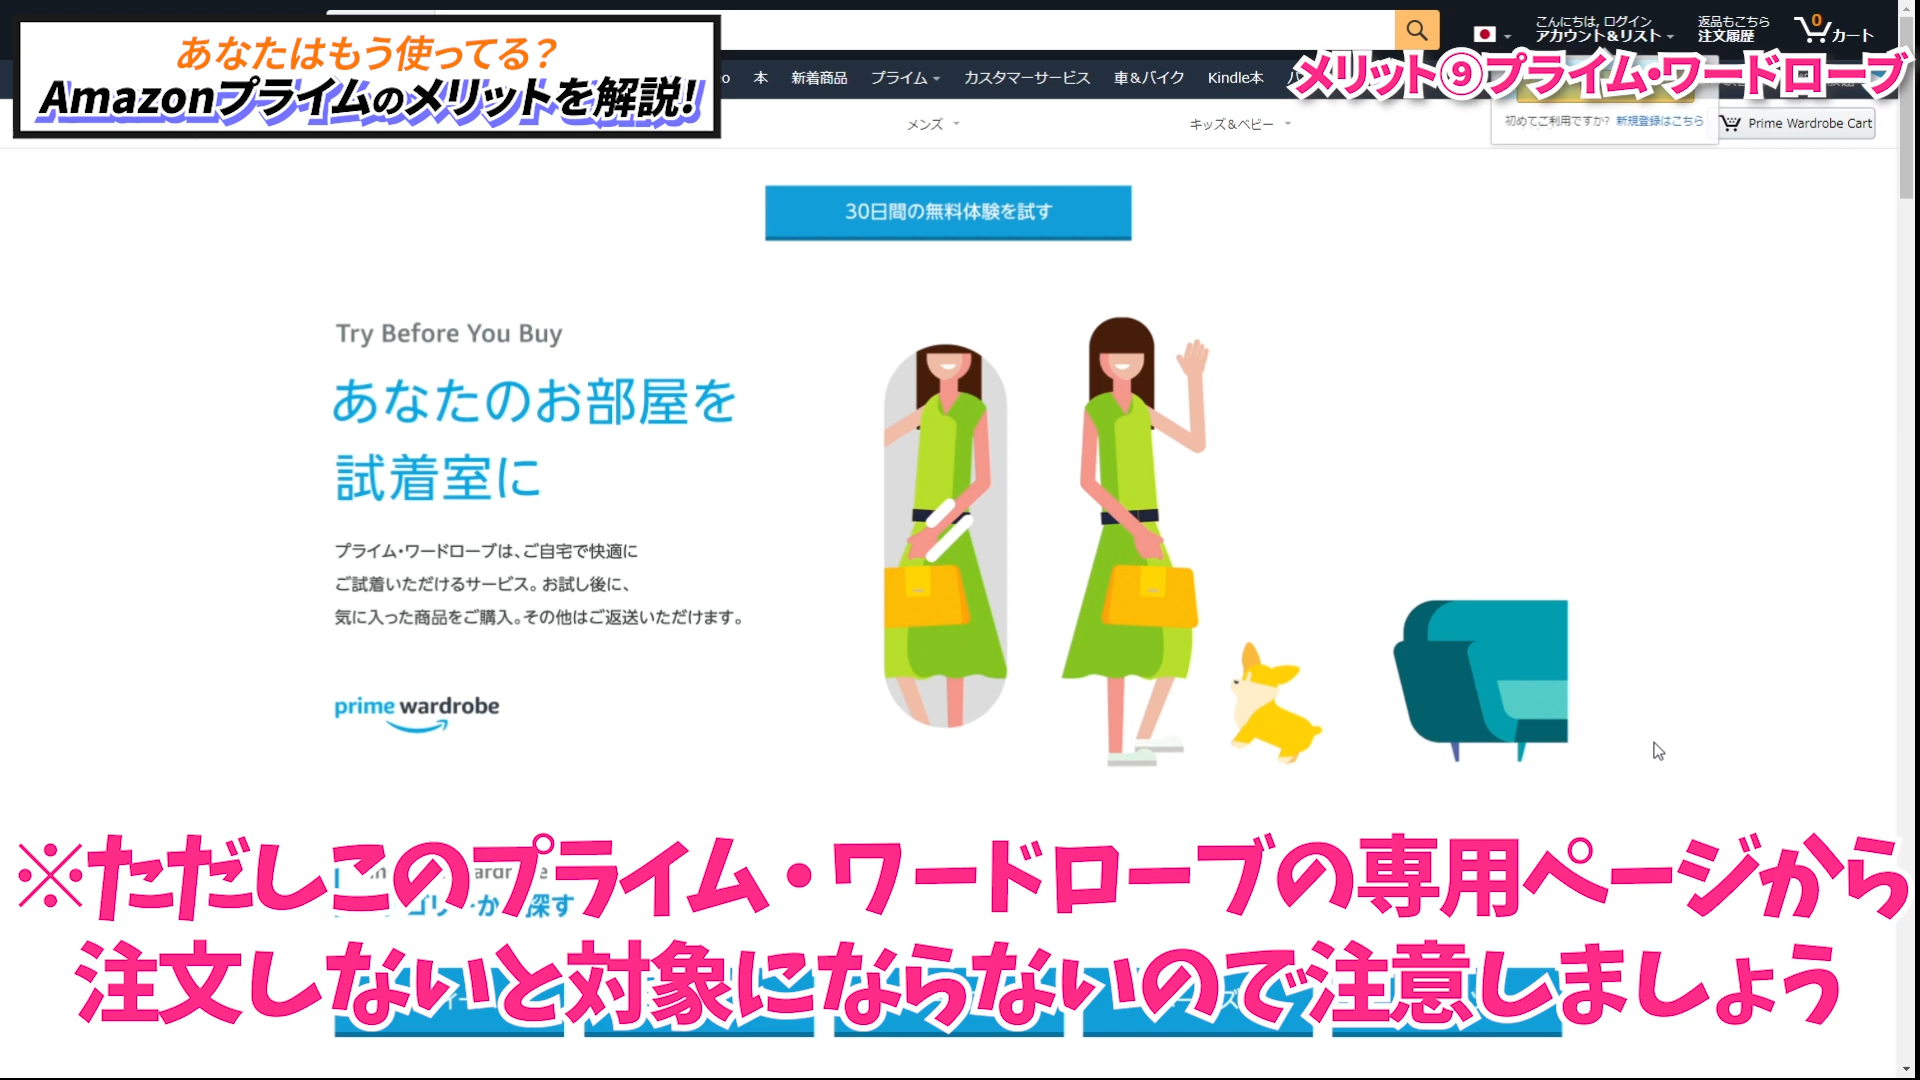 あなたはもう使ってる?
Amazonプライムのメリットを解説!
こんにちは, ログイン
アカウント&リスト
返品もこちら
注文履歴
0
カート
本
新着商品
プライム
カスタマーサービス
車&バイク
Kindle本
メリット⑨プライム・ワードローブ
メンズ
キッズ&ベビー
初めてご利用ですか? 新規登録はこちら
Prime Wardrobe Cart
30日間の無料体験を試す
Try Before You Buy
あなたのお部屋を
試着室に
プライム・ワードローブは、ご自宅で快適に
ご試着いただけるサービス。お試し後に、
気に入った商品をご購入。その他はご返送いただけます。
prime wardrobe
※ただしこのプライム・ワードローブの専用ページから
注文しないと対象にならないので注意しましょう